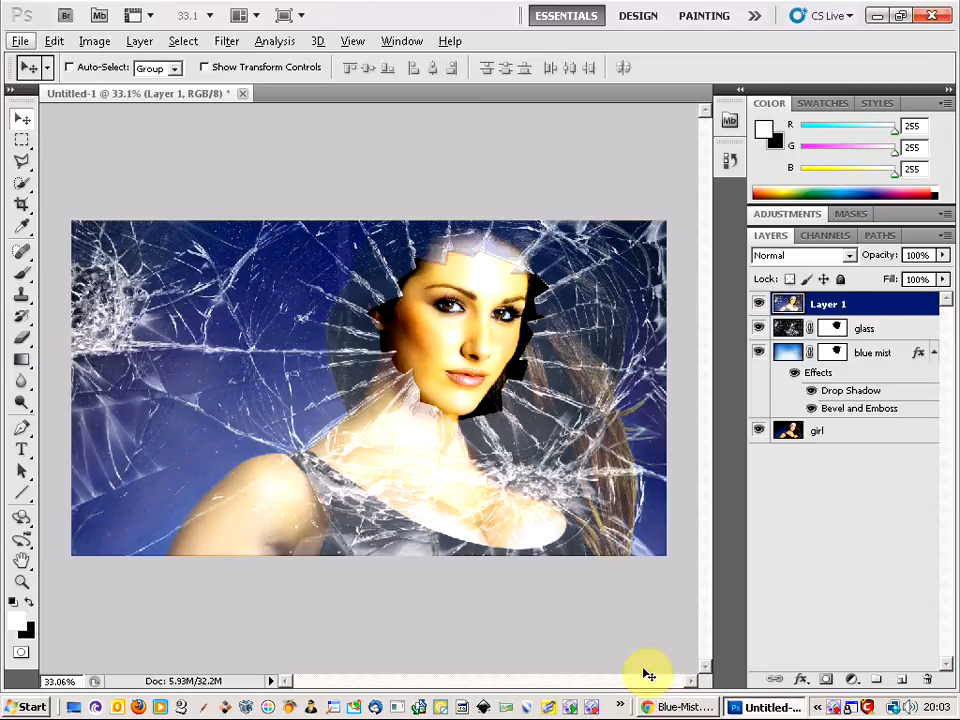 Ps Br Mb 33.1 ESSENTIALS DESIGN PAINTING CS Live
File Edit Image Layer Select Filter Analysis 3D View Window Help
Auto-Select: Group Show Transform Controls
Untitled-1 @ 33.1% (Layer 1, RGB/8) *
COLOR SWATCHES STYLES
Mb
R 255
G 255
B 255
ADJUSTMENTS MASKS
LAYERS CHANNELS PATHS
Normal Opacity: 100%
Lock: Fill: 100%
Layer 1
glass
blue mist fx
Effects
Drop Shadow
Bevel and Emboss
girl
T
33.06% Doc: 5.93M/32.2M fx
Start Blue-Mist.... Untitled-... 20:03